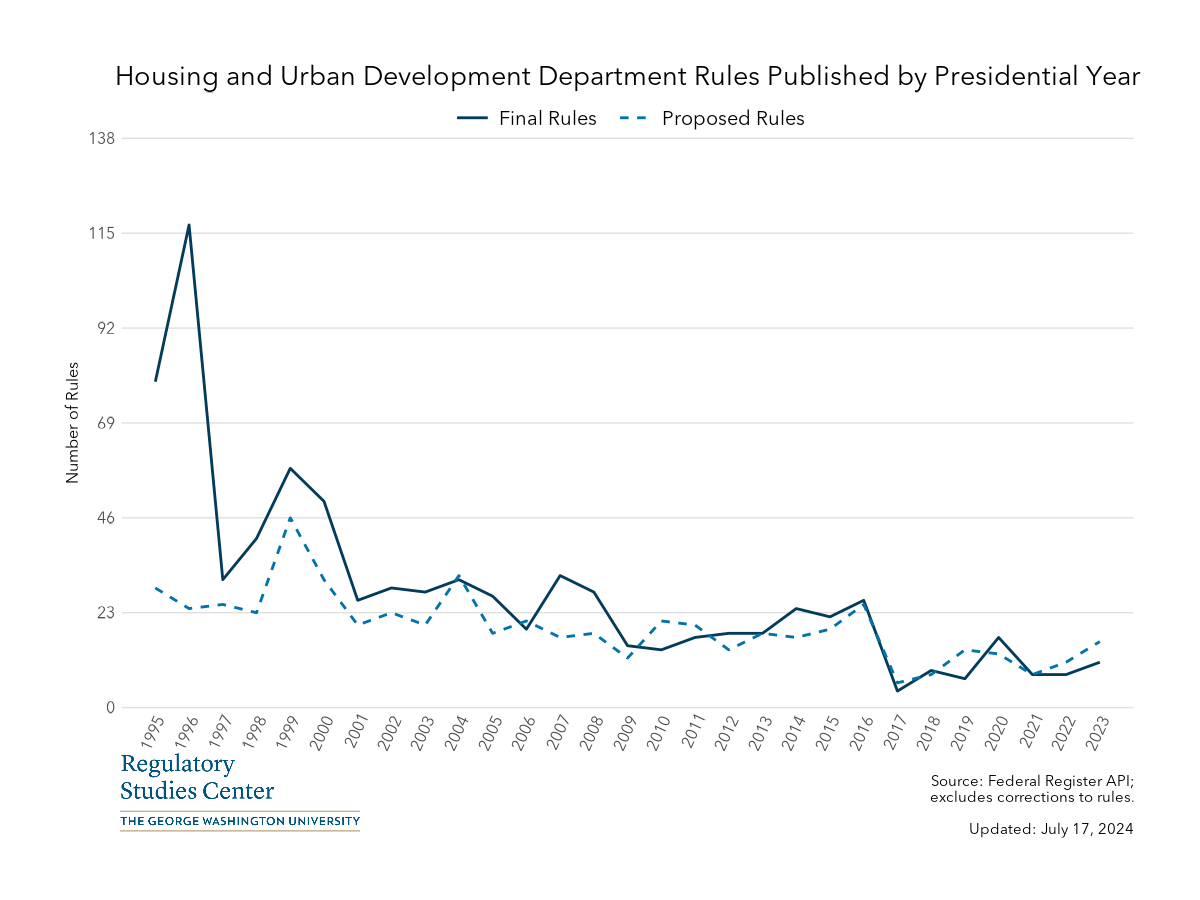 Housing and Urban Development Department Rules Published by Presidential Year
Final Rules Proposed Rules
138
115
92
69
46
23
0
Number of Rules
1995 1996 1997 1998 1999 2000 2001 2002 2003 2004 2005 2006 2007 2008 2009 2010 2011 2012 2013 2014 2015 2016 2017 2018 2019 2020 2021 2022 2023
Regulatory
Studies Center
THE GEORGE WASHINGTON UNIVERSITY
Source: Federal Register API;
excludes corrections to rules.
Updated: July 17, 2024